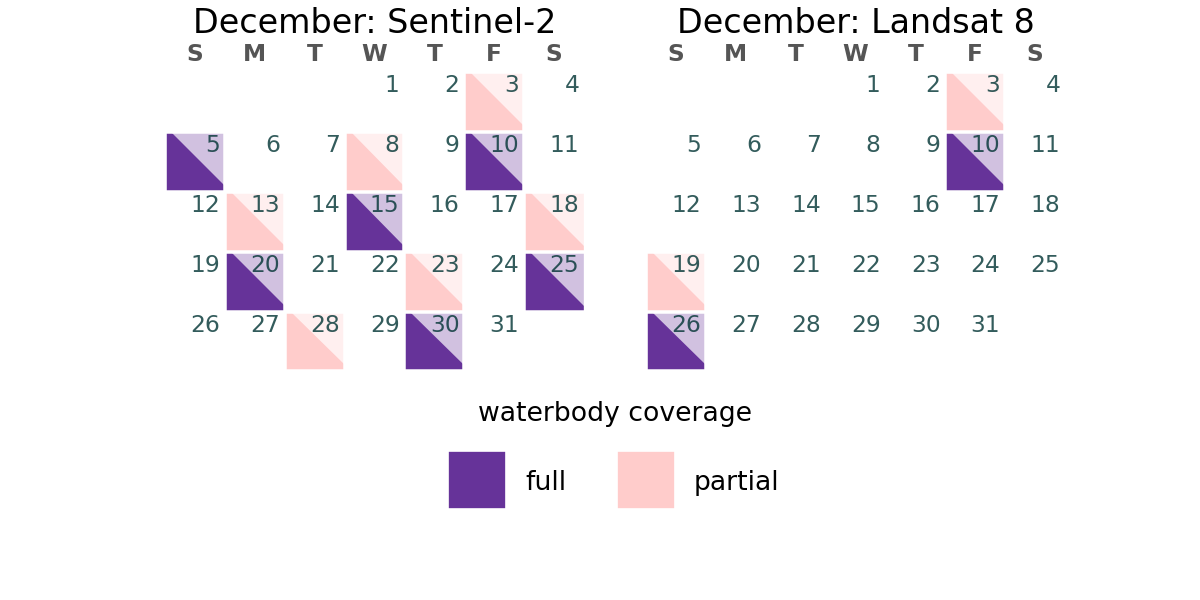 December: Sentinel-2
S M T W T F S
1 2 3 4
5 6 7 8 9 10 11
12 13 14 15 16 17 18
19 20 21 22 23 24 25
26 27 28 29 30 31
December: Landsat 8
S M T W T F S
1 2 3 4
5 6 7 8 9 10 11
12 13 14 15 16 17 18
19 20 21 22 23 24 25
26 27 28 29 30 31
waterbody coverage
full partial